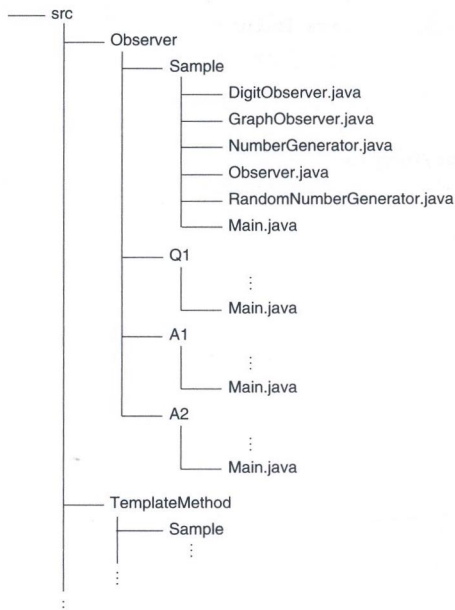 src
Observer
Sample
DigitObserver.java
GraphObserver.java
NumberGenerator.java
Observer.java
RandomNumberGenerator.java
Main.java
Q1
⋮
Main.java
A1
⋮
Main.java
A2
⋮
Main.java
TemplateMethod
Sample
⋮
⋮
⋮